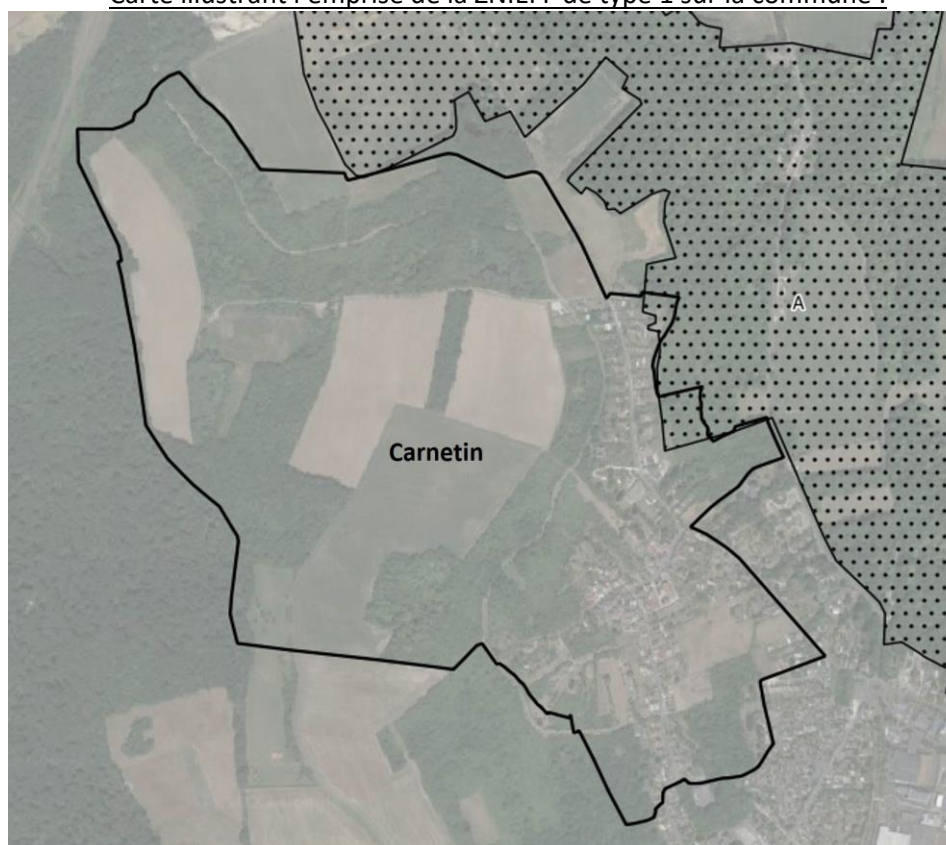 Carte illustrant l'emprise de la ZNIEFF de type 1 sur la commune :
A
Carnetin